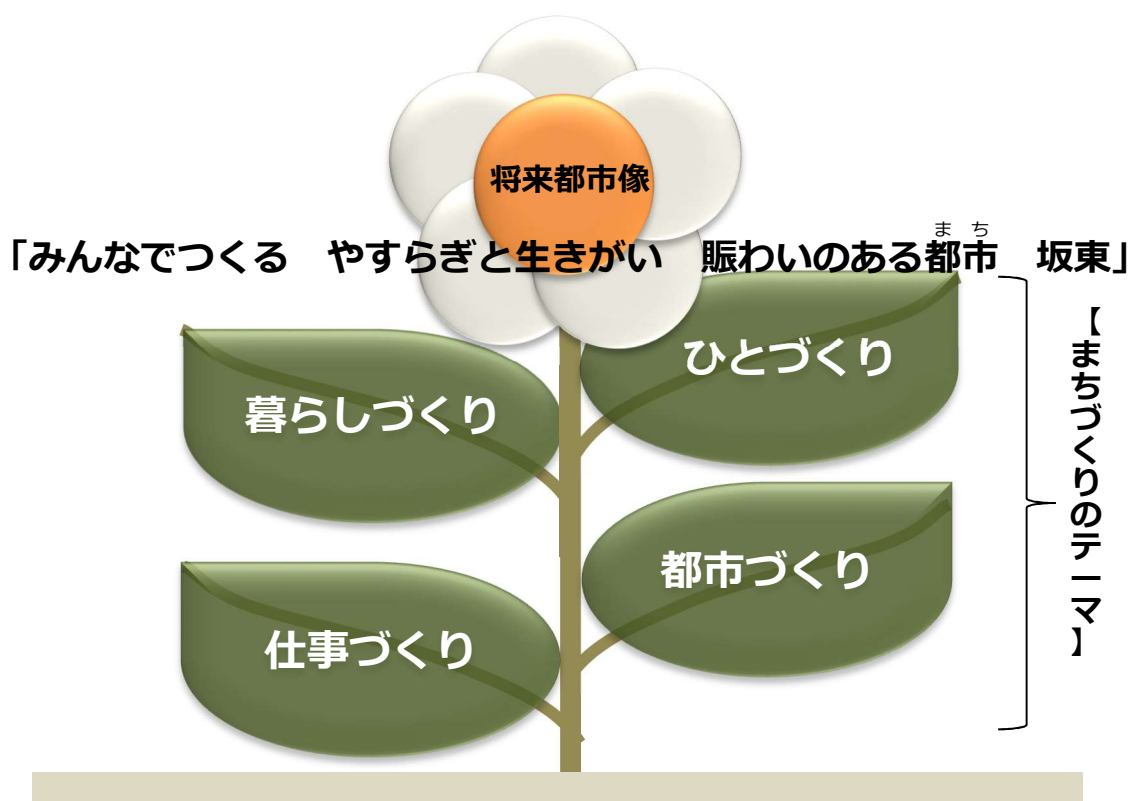 将来都市像
まち
「みんなでつくる　やすらぎと生きがい　賑わいのある都市　坂東」
ひとづくり
暮らしづくり
都市づくり
仕事づくり
【まちづくりのテーマ】